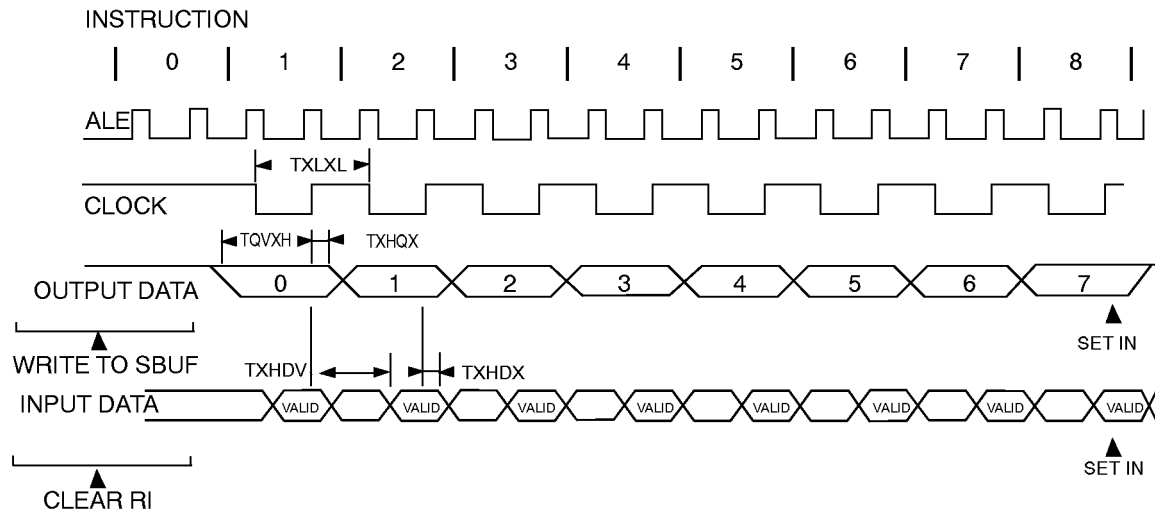 INSTRUCTION
0 1 2 3 4 5 6 7 8
ALE
TXLXL
CLOCK
TQVXH TXHQX
OUTPUT DATA 0 1 2 3 4 5 6 7
WRITE TO SBUF SET IN
TXHDV TXHDX
INPUT DATA VALID VALID VALID VALID VALID VALID VALID VALID
SET IN
CLEAR RI